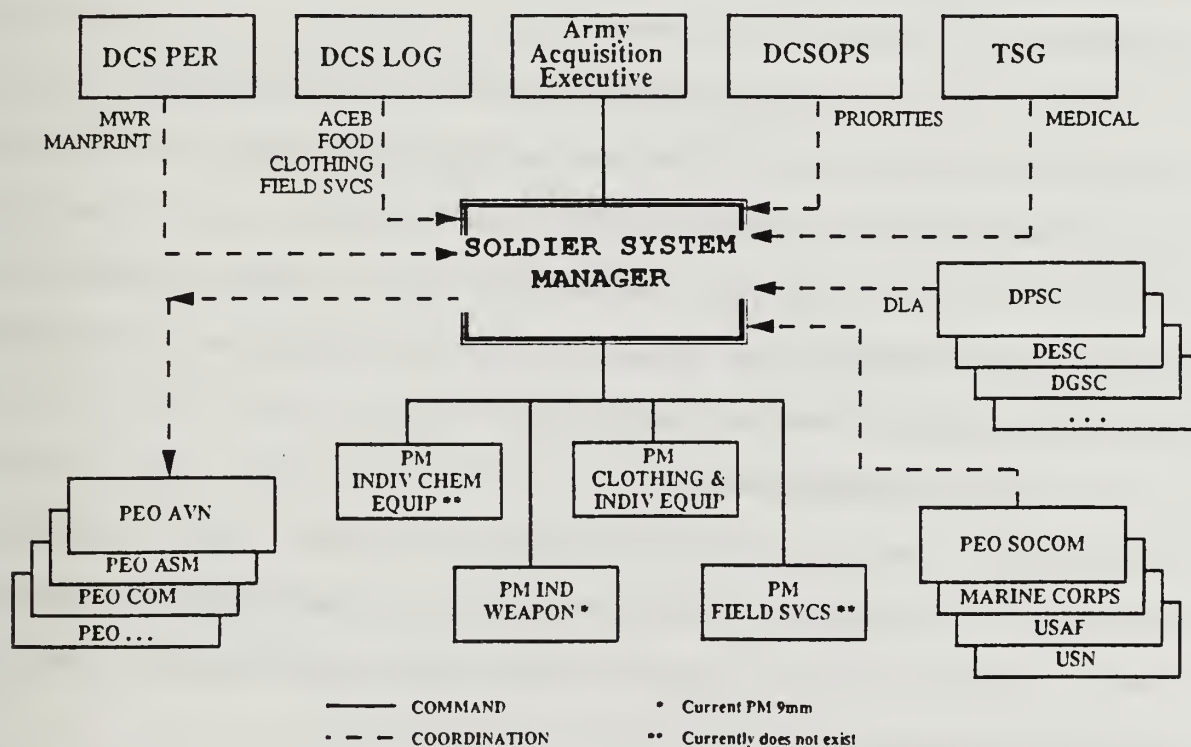 DCS PER
DCS LOG
Army
Acquisition
Executive
DCSOPS
TSG
MWR
MANPRINT
ACEB
FOOD
CLOTHING
FIELD SVCS
PRIORITIES
MEDICAL
SOLDIER SYSTEM
MANAGER
DLA
DPSC
DESC
DGSC
. . .
PM
INDIV CHEM
EQUIP **
PM
CLOTHING &
INDIV EQUIP
PEO AVN
PEO ASM
PEO COM
PEO . . .
PM IND
WEAPON *
PM
FIELD SVCS **
PEO SOCOM
MARINE CORPS
USAF
USN
COMMAND
* Current PM 9mm
COORDINATION
** Currently does not exist